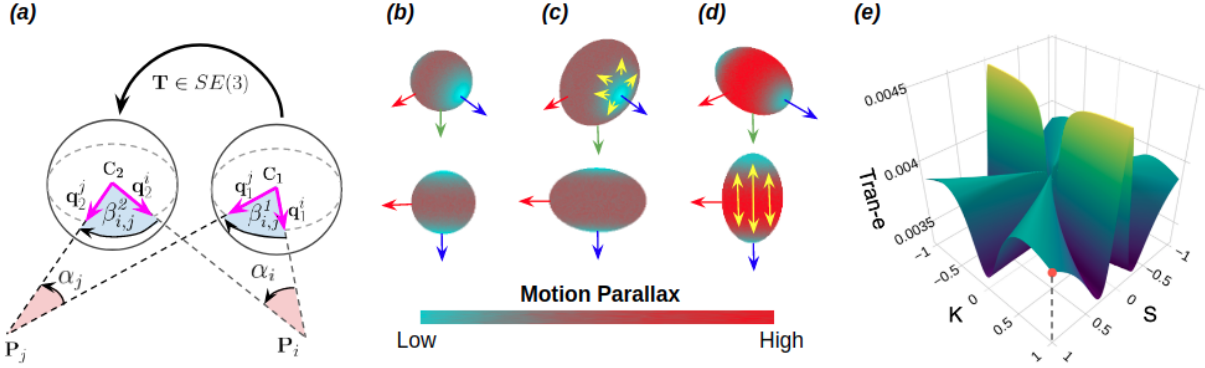 (a)
T ∈ SE(3)
C₂
C₁
q₂ʲ
q₂ⁱ
q₁ʲ
q₁ⁱ
β²ᵢ,ⱼ
β¹ᵢ,ⱼ
αⱼ
αᵢ
Pⱼ
Pᵢ
(b)
(c)
(d)
Motion Parallax
Low
High
(e)
0.0045
0.004
0.0035
Tran-e
−1
−0.5
0
0.5
1
K
−1
−0.5
0
0.5
1
S